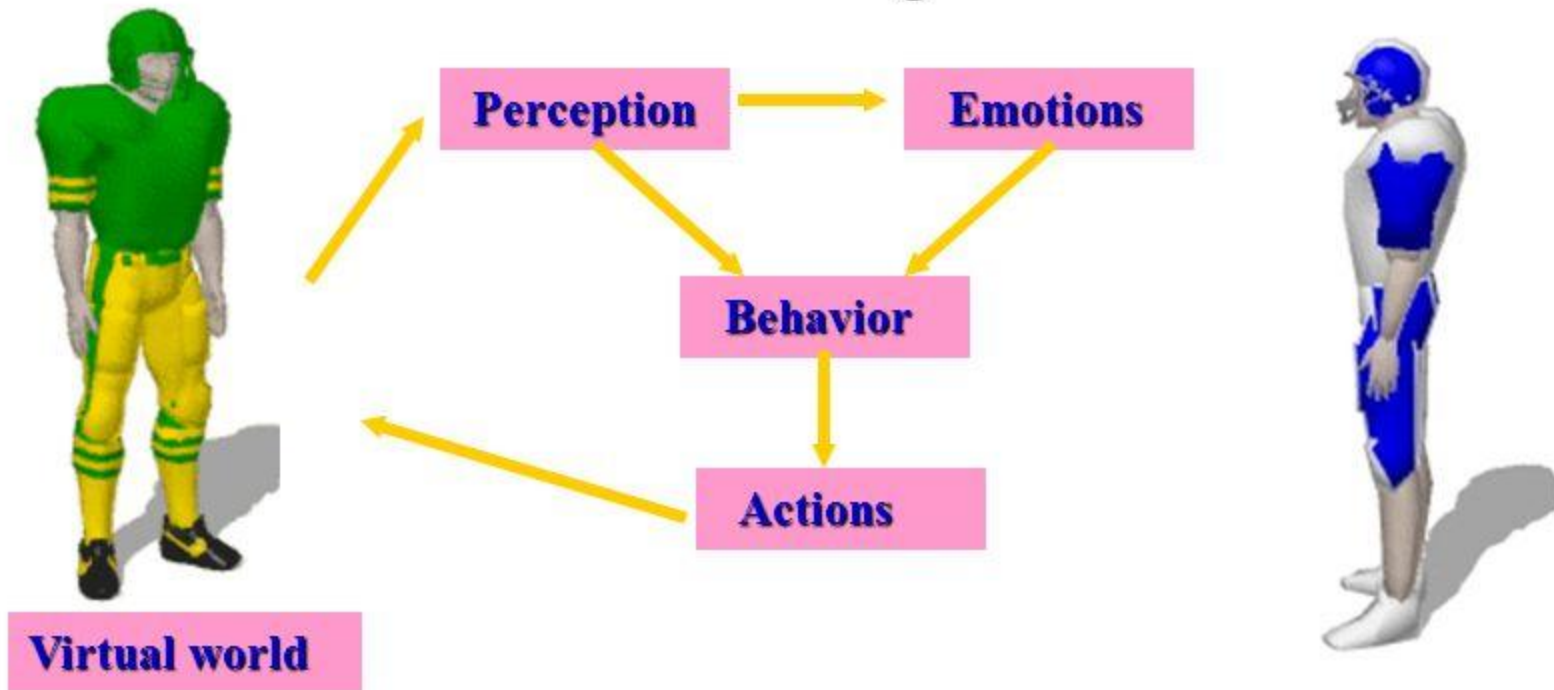 Perception
Emotions
Behavior
Actions
Virtual world